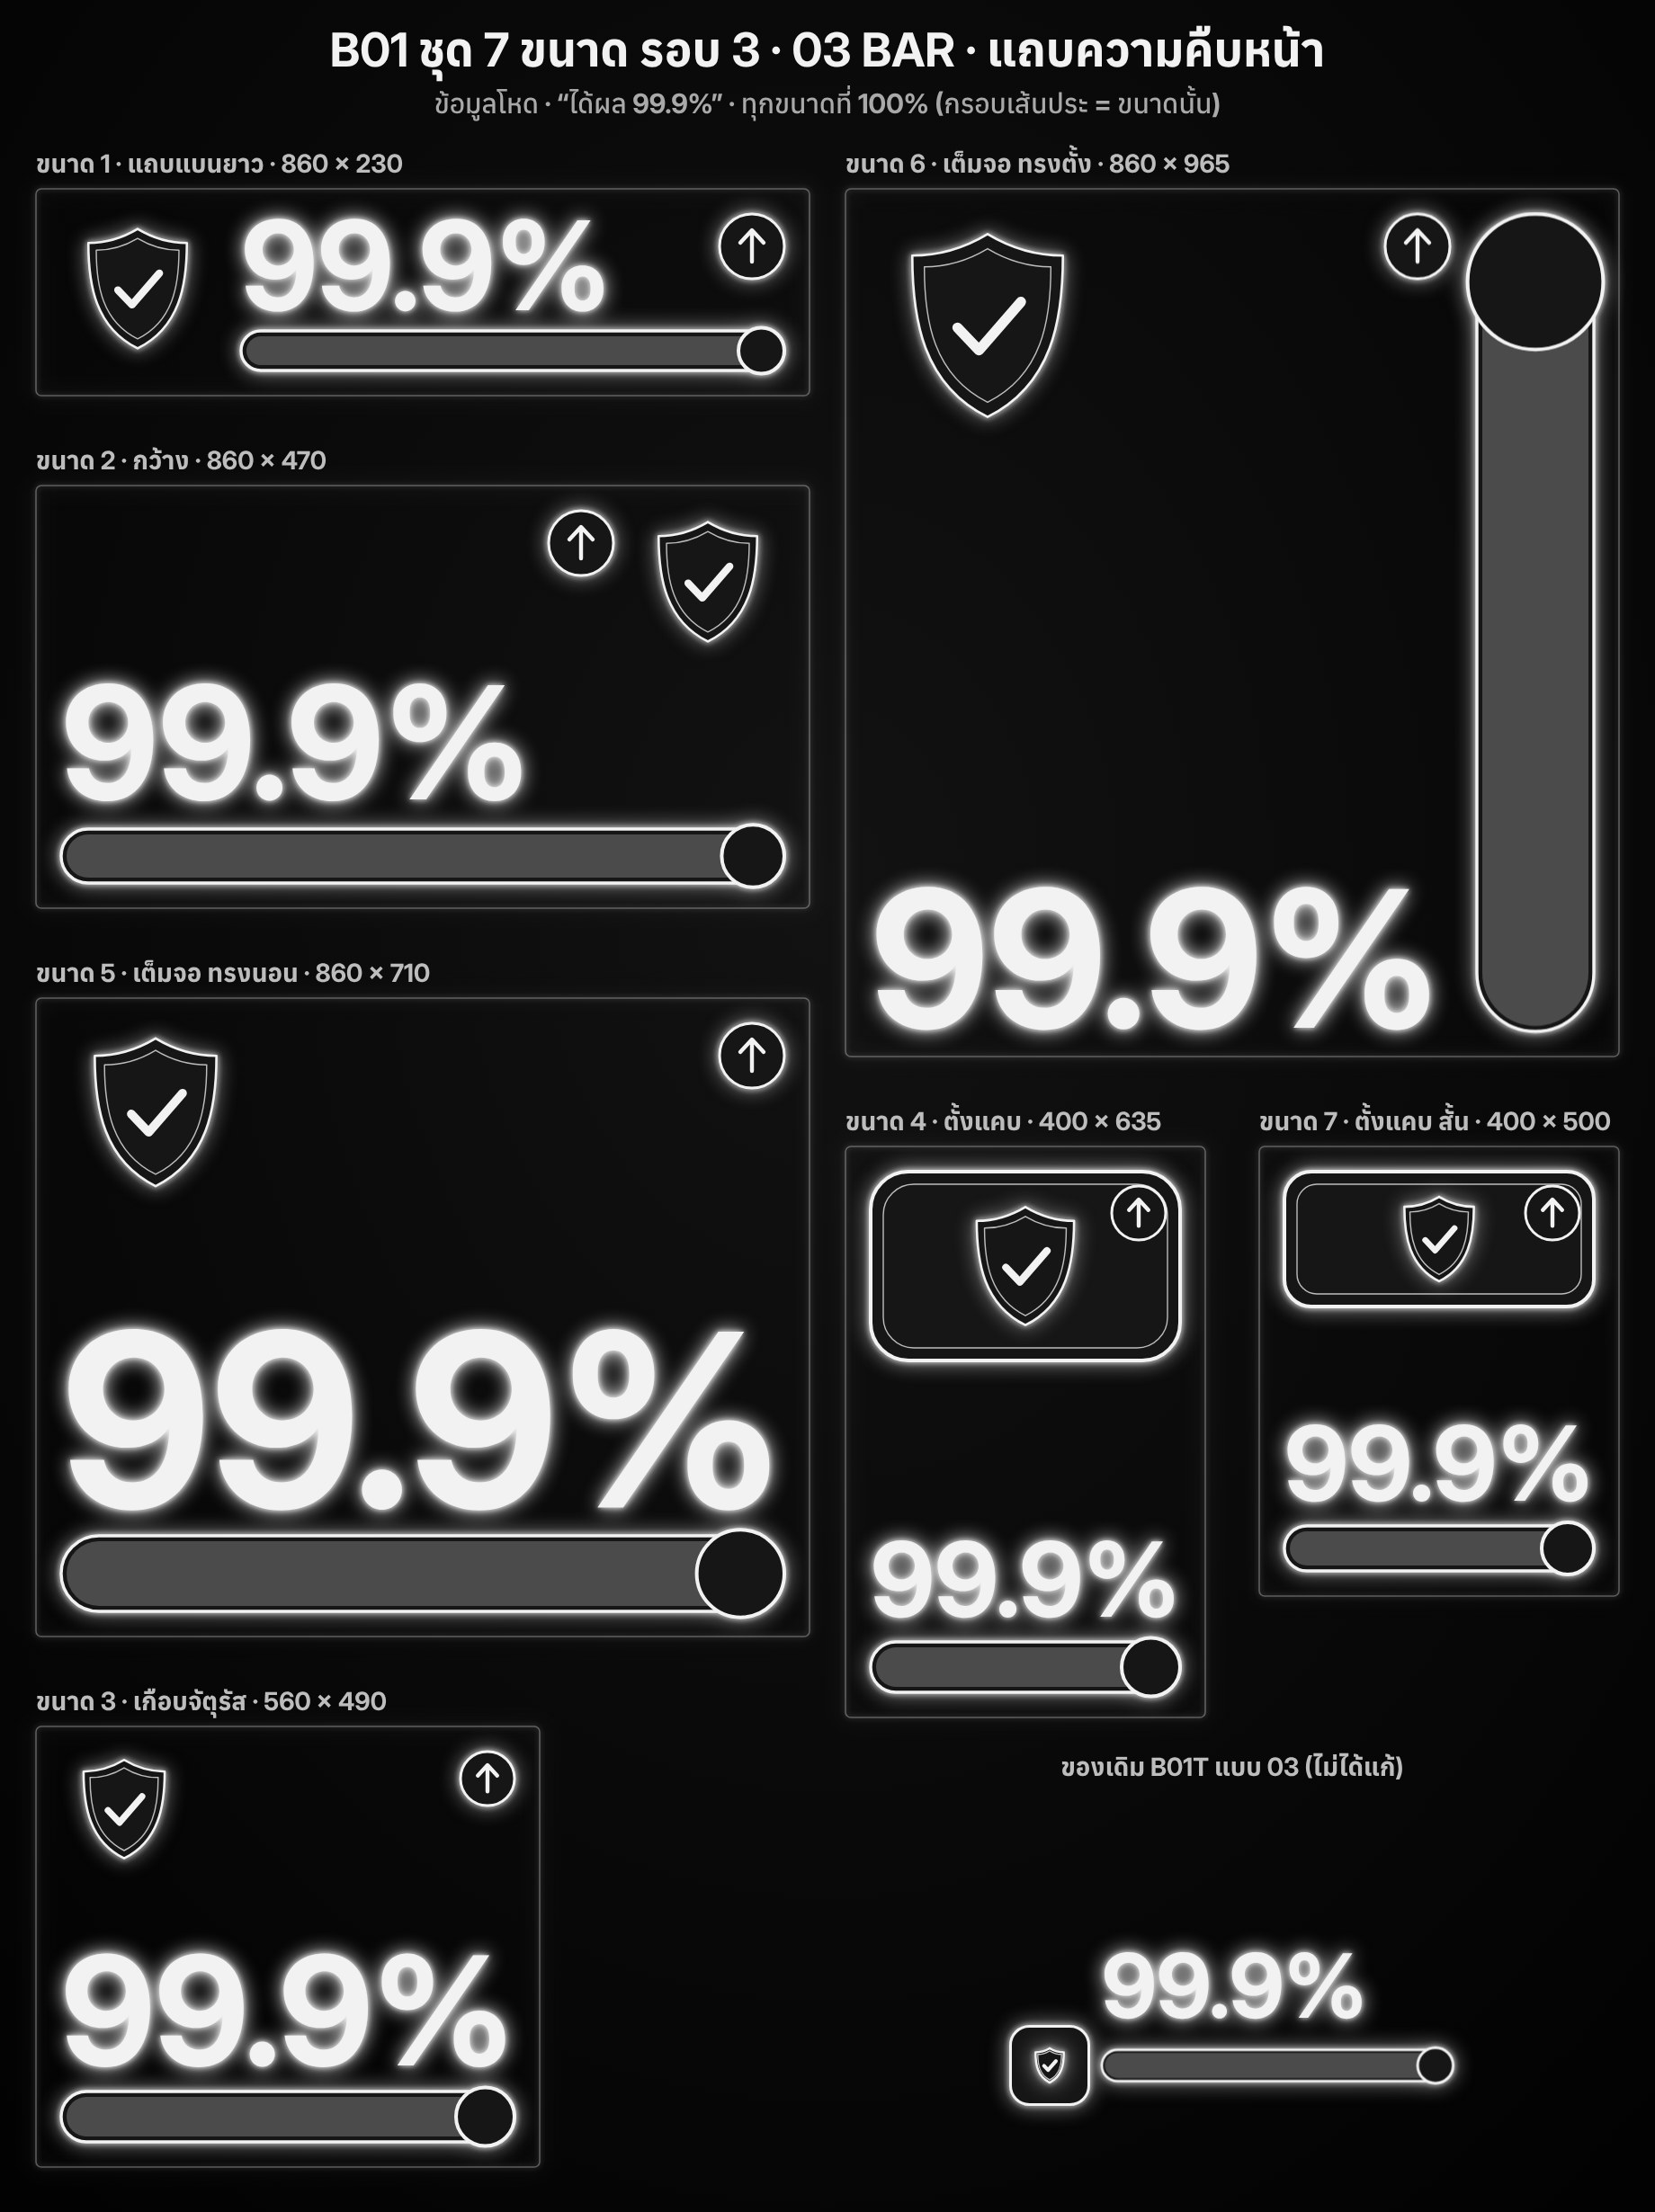 B01 ชุด 7 ขนาด รอบ 3 · 03 BAR · แถบความคืบหน้า
ข้อมูลโหด · “ได้ผล 99.9%” · ทุกขนาดที่ 100% (กรอบเส้นประ = ขนาดนั้น)
ขนาด 1 · แถบแบนยาว · 860 × 230
99.9%
ขนาด 2 · กว้าง · 860 × 470
99.9%
ขนาด 5 · เต็มจอ ทรงนอน · 860 × 710
99.9%
ขนาด 3 · เกือบจัตุรัส · 560 × 490
99.9%
ขนาด 6 · เต็มจอ ทรงตั้ง · 860 × 965
99.9%
ขนาด 4 · ตั้งแคบ · 400 × 635
99.9%
ขนาด 7 · ตั้งแคบ สั้น · 400 × 500
99.9%
ของเดิม B01T แบบ 03 (ไม่ได้แก้)
99.9%